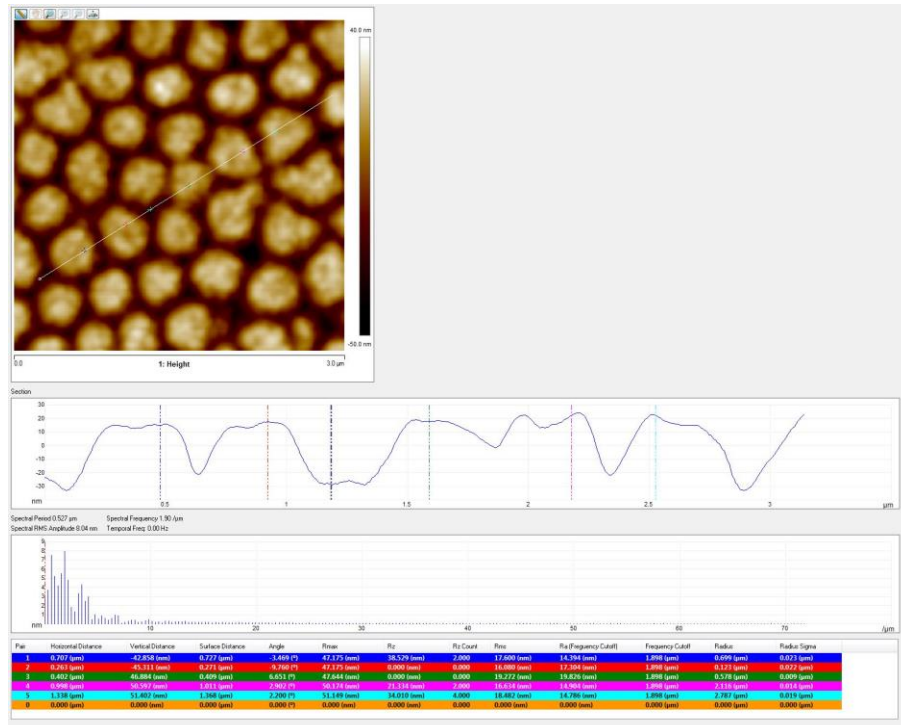 40.0 nm
-50.0 nm
0.0 1: Height 3.0 µm
Section
30
20
10
0
-10
-20
-30
nm 0.5 1 1.5 2 2.5 3 µm
Spectral Period 0.527 µm Spectral Frequency 1.90 /µm
Spectral RMS Amplitude 8.04 nm Temporal Freq: 0.00 Hz
9
8
7
6
5
4
3
2
1
nm 10 20 30 40 50 60 70 /µm
Pair Horizontal Distance Vertical Distance Surface Distance Angle Rmax Rz Rz Count Rms Ra (Frequency Cutoff) Frequency Cutoff Radius Radius Sigma
1 0.707 (µm) -42.858 (nm) 0.727 (µm) -3.469 (º) 47.175 (nm) 38.529 (nm) 2.000 17.600 (nm) 14.394 (nm) 1.898 (µm) 0.699 (µm) 0.023 (µm)
2 0.263 (µm) -45.311 (nm) 0.271 (µm) -9.760 (º) 47.175 (nm) 0.000 (nm) 0.000 16.080 (nm) 17.304 (nm) 1.898 (µm) 0.123 (µm) 0.022 (µm)
3 0.402 (µm) 46.884 (nm) 0.409 (µm) 6.651 (º) 47.644 (nm) 0.000 (nm) 0.000 19.272 (nm) 19.826 (nm) 1.898 (µm) 0.578 (µm) 0.009 (µm)
4 0.998 (µm) 50.597 (nm) 1.011 (µm) 2.902 (º) 50.174 (nm) 21.334 (nm) 2.000 16.634 (nm) 14.904 (nm) 1.898 (µm) 2.116 (µm) 0.014 (µm)
5 1.338 (µm) 51.402 (nm) 1.368 (µm) 2.200 (º) 51.149 (nm) 34.010 (nm) 4.000 18.482 (nm) 14.786 (nm) 1.898 (µm) 2.787 (µm) 0.019 (µm)
0 0.000 (µm) 0.000 (nm) 0.000 (µm) 0.000 (º) 0.000 (nm) 0.000 (nm) 0.000 0.000 (nm) 0.000 (nm) 0.000 (µm) 0.000 (µm) 0.000 (µm)